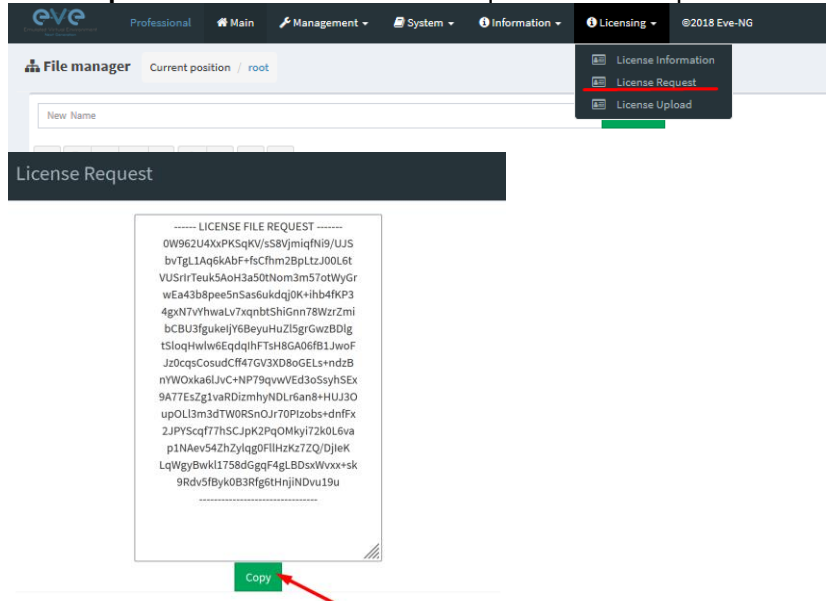 eve
Professional Main Management System Information Licensing ©2018 Eve-NG
File manager Current position / root
License Information
License Request
License Upload
New Name
License Request
------ LICENSE FILE REQUEST -------
0W962U4XxPKSqKV/sS8VjmiqfNi9/UJS
bvTgL1Aq6kAbF+fsCfhm2BpLtzJ00L6t
VUSrIrTeuk5AoH3a50tNom3m57otWyGr
wEa43b8pee5nSas6ukdqj0K+ihb4fKP3
4gxN7vYhwaLv7xqnbtShiGnn78WzrZmi
bCBU3fgukeIjY6BeyuHuZl5grGwzBDlg
tSloqHwlw6EqdqIhFTsH8GA06fB1JwoF
Jz0cqsCosudCff47GV3XD8oGELs+ndzB
nYWOxka6lJvC+NP79qvwVEd3oSsyhSEx
9A77EsZg1vaRDizmhyNDLr6an8+HUJ3O
upOLl3m3dTW0RSnOJr70PIzobs+dnfFx
2JPYScqf77hSCJpK2PqOMkyi72k0L6va
p1NAev54ZhZylqg0FllHzKz7ZQ/DjIeK
LqWgyBwkl1758dGgqF4gLBDsxWvxx+sk
9Rdv5fByk0B3Rfg6tHnjiNDvu19u
-------------------------------
Copy